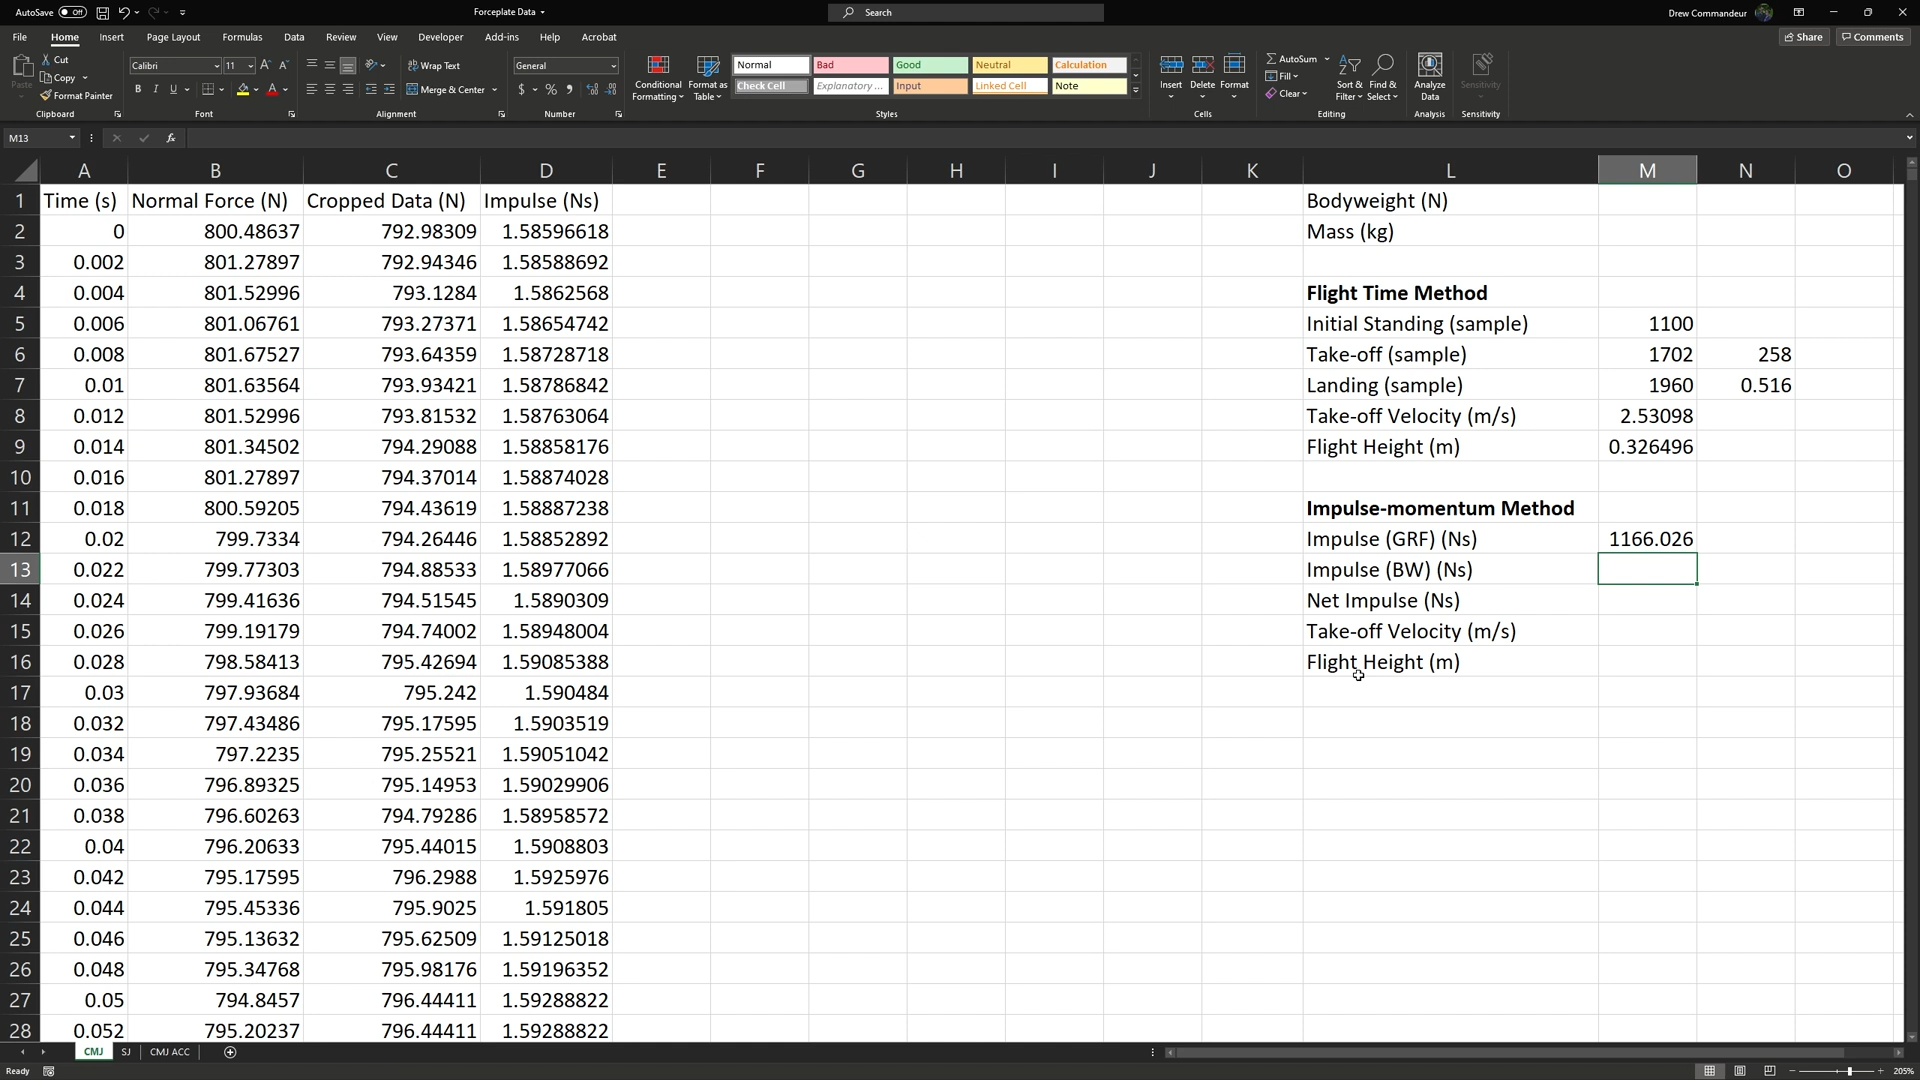 AutoSave Off Forceplate Data Search Drew Commandeur
File Home Insert Page Layout Formulas Data Review View Developer Add-ins Help Acrobat Share Comments
Paste Cut Copy Format Painter Clipboard
Calibri 11 A A B I U A Font
Wrap Text Merge & Center Alignment
General $ % Number
Conditional Formatting Format as Table
Normal Bad Good Neutral Calculation
Check Cell Explanatory ... Input Linked Cell Note
Styles
Insert Delete Format Cells
AutoSum Fill Clear Sort & Filter Find & Select Editing
Analyze Data Analysis Sensitivity Sensitivity
M13 fx
A B C D E F G H I J K L M N O
1 Time (s) Normal Force (N) Cropped Data (N) Impulse (Ns) Bodyweight (N)
2 0 800.48637 792.98309 1.58596618 Mass (kg)
3 0.002 801.27897 792.94346 1.58588692
4 0.004 801.52996 793.1284 1.5862568 Flight Time Method
5 0.006 801.06761 793.27371 1.58654742 Initial Standing (sample) 1100
6 0.008 801.67527 793.64359 1.58728718 Take-off (sample) 1702 258
7 0.01 801.63564 793.93421 1.58786842 Landing (sample) 1960 0.516
8 0.012 801.52996 793.81532 1.58763064 Take-off Velocity (m/s) 2.53098
9 0.014 801.34502 794.29088 1.58858176 Flight Height (m) 0.326496
10 0.016 801.27897 794.37014 1.58874028
11 0.018 800.59205 794.43619 1.58887238 Impulse-momentum Method
12 0.02 799.7334 794.26446 1.58852892 Impulse (GRF) (Ns) 1166.026
13 0.022 799.77303 794.88533 1.58977066 Impulse (BW) (Ns)
14 0.024 799.41636 794.51545 1.5890309 Net Impulse (Ns)
15 0.026 799.19179 794.74002 1.58948004 Take-off Velocity (m/s)
16 0.028 798.58413 795.42694 1.59085388 Flight Height (m)
17 0.03 797.93684 795.242 1.590484
18 0.032 797.43486 795.17595 1.5903519
19 0.034 797.2235 795.25521 1.59051042
20 0.036 796.89325 795.14953 1.59029906
21 0.038 796.60263 794.79286 1.58958572
22 0.04 796.20633 795.44015 1.5908803
23 0.042 795.17595 796.2988 1.5925976
24 0.044 795.45336 795.9025 1.591805
25 0.046 795.13632 795.62509 1.59125018
26 0.048 795.34768 795.98176 1.59196352
27 0.05 794.8457 796.44411 1.59288822
28 0.052 795.20237 796.44411 1.59288822
CMJ SJ CMJ ACC
Ready 205%